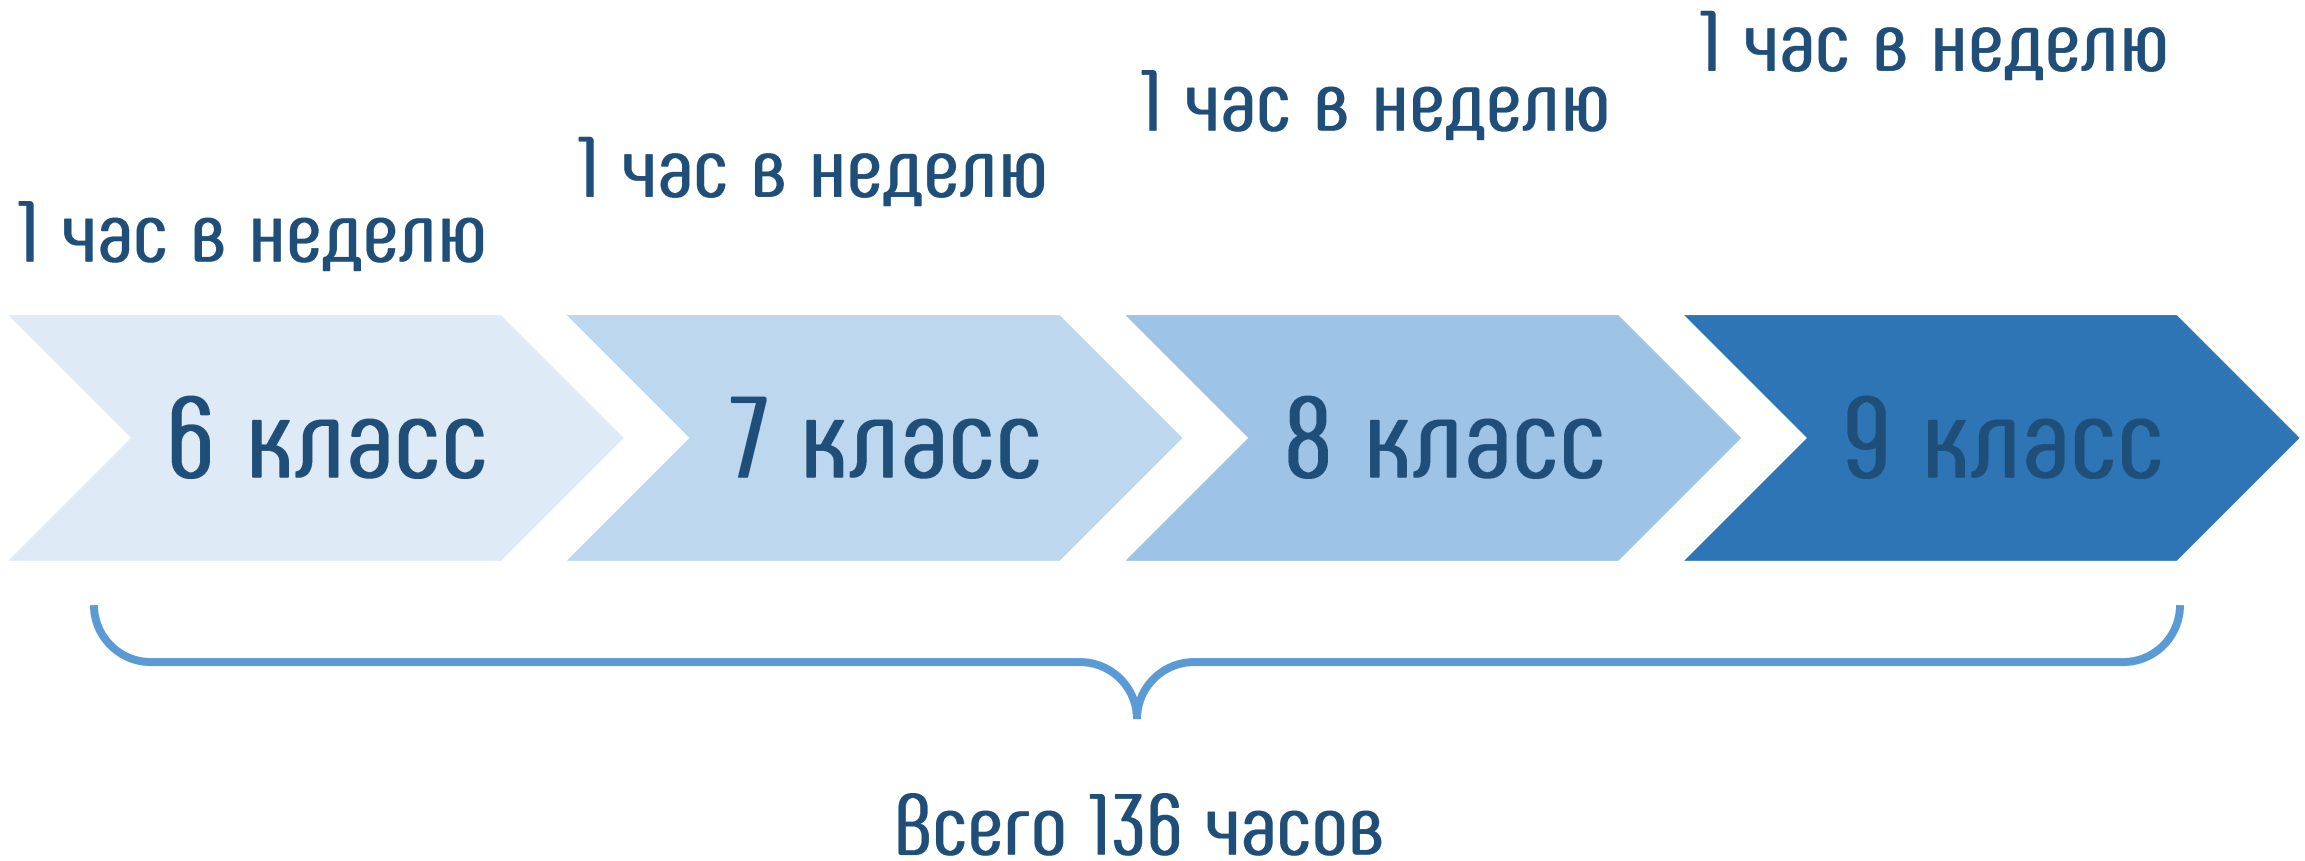 1 час в неделю
1 час в неделю
1 час в неделю
1 час в неделю
6 класс
7 класс
8 класс
9 класс
Всего 136 часов